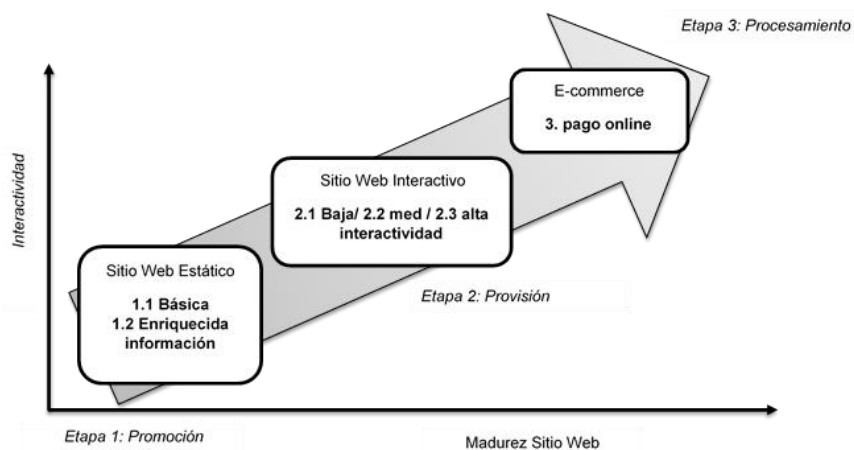 Etapa 3: Procesamiento
E-commerce
3. pago online
Interactividad
Sitio Web Interactivo
2.1 Baja/ 2.2 med / 2.3 alta
interactividad
Sitio Web Estático
1.1 Básica
1.2 Enriquecida
información
Etapa 2: Provisión
Etapa 1: Promoción
Madurez Sitio Web